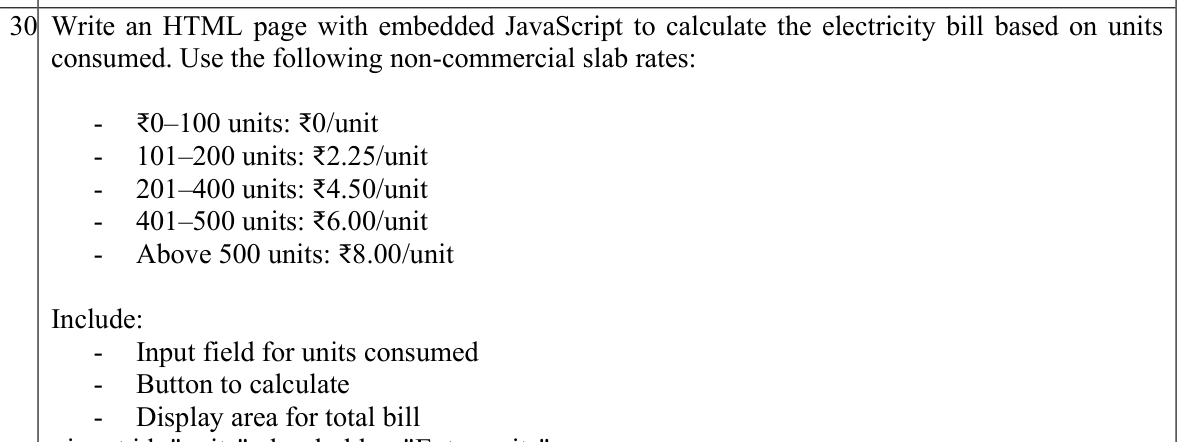 30 Write an HTML page with embedded JavaScript to calculate the electricity bill based on units
consumed. Use the following non-commercial slab rates:
- ₹0–100 units: ₹0/unit
- 101–200 units: ₹2.25/unit
- 201–400 units: ₹4.50/unit
- 401–500 units: ₹6.00/unit
- Above 500 units: ₹8.00/unit
Include:
- Input field for units consumed
- Button to calculate
- Display area for total bill